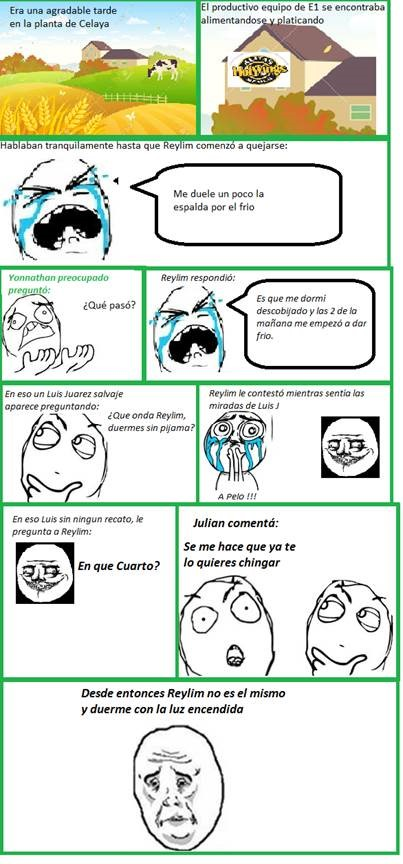 Era una agradable tarde
en la planta de Celaya
El productivo equipo de E1 se encontraba
alimentandose y platicando
ALITAS
HotWings
MEXICO
Hablaban tranquilamente hasta que Reylim comenzó a quejarse:
Me duele un poco la
espalda por el frio
Yonnathan preocupado
preguntó:
¿Qué pasó?
Reylim respondió:
Es que me dormi
descobijado y las 2 de la
mañana me empezó a dar
frio.
En eso un Luis Juarez salvaje
aparece preguntando:
¿Que onda Reylim,
duermes sin pijama?
Reylim le contestó mientras sentia las
miradas de Luis J
A Pelo !!!
En eso Luis sin ningun recato, le
pregunta a Reylim:
En que Cuarto?
Julian comentá:
Se me hace que ya te
lo quieres chingar
Desde entonces Reylim no es el mismo
y duerme con la luz encendida